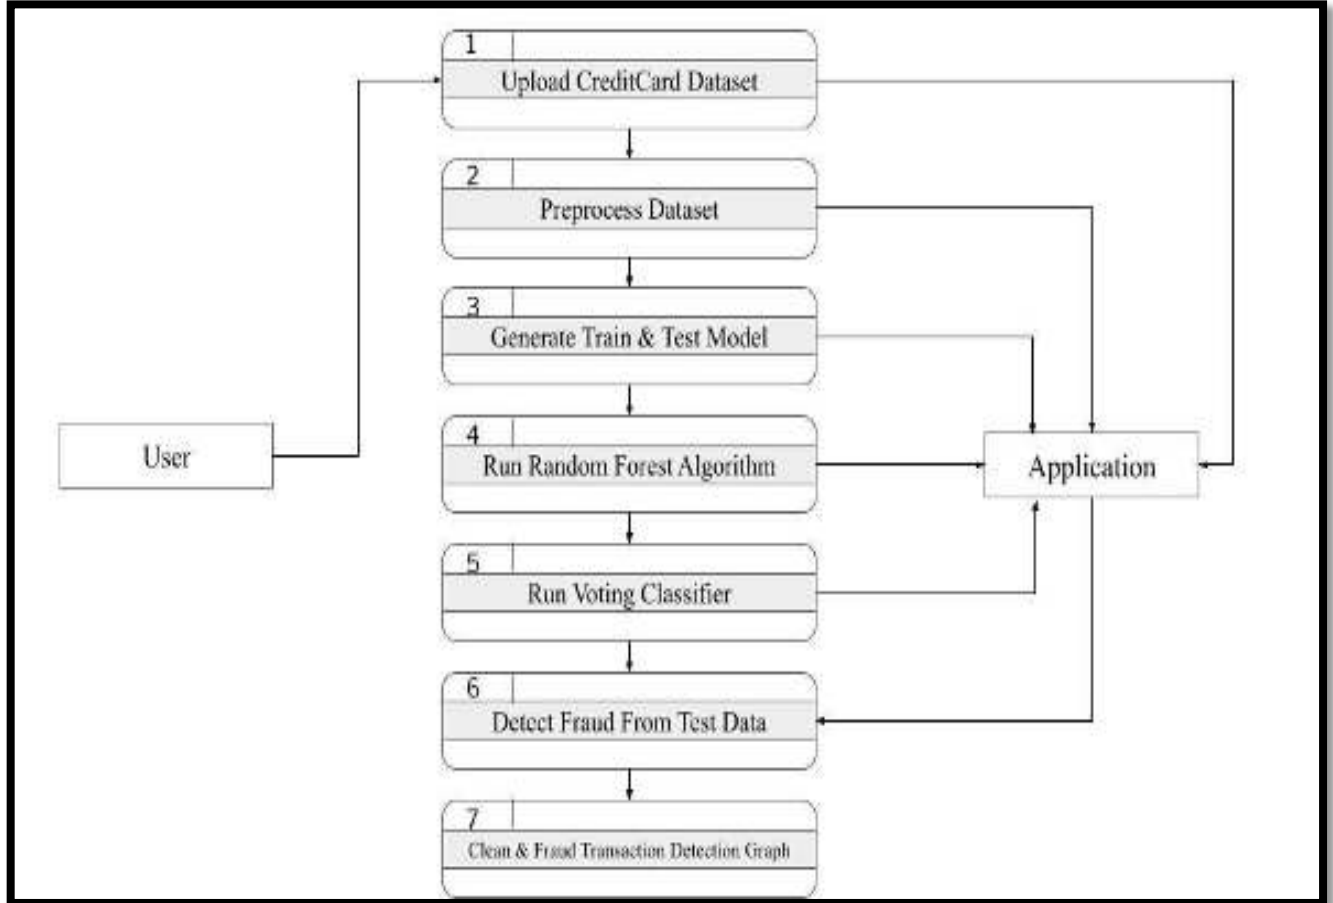 1
Upload CreditCard Dataset
2
Preprocess Dataset
3
Generate Train & Test Model
User
4
Run Random Forest Algorithm
Application
5
Run Voting Classifier
6
Detect Fraud From Test Data
7
Clean & Fraud Transaction Detection Graph